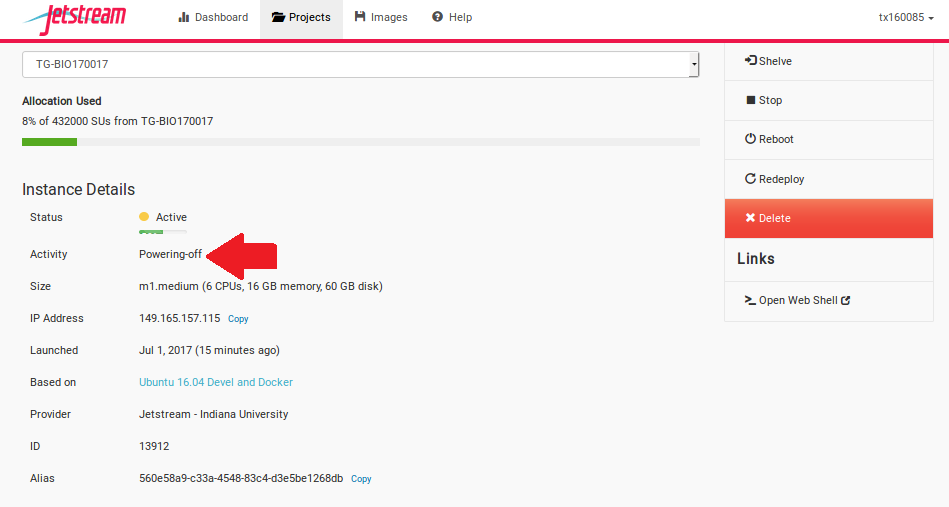 Jetstream Dashboard Projects Images Help tx160085
TG-BIO170017
Allocation Used
8% of 432000 SUs from TG-BIO170017
Instance Details
Status Active
Activity Powering-off
Size m1.medium (6 CPUs, 16 GB memory, 60 GB disk)
IP Address 149.165.157.115 Copy
Launched Jul 1, 2017 (15 minutes ago)
Based on Ubuntu 16.04 Devel and Docker
Provider Jetstream - Indiana University
ID 13912
Alias 560e58a9-c33a-4548-83c4-d3e5be1268db Copy
Shelve
Stop
Reboot
Redeploy
Delete
Links
Open Web Shell